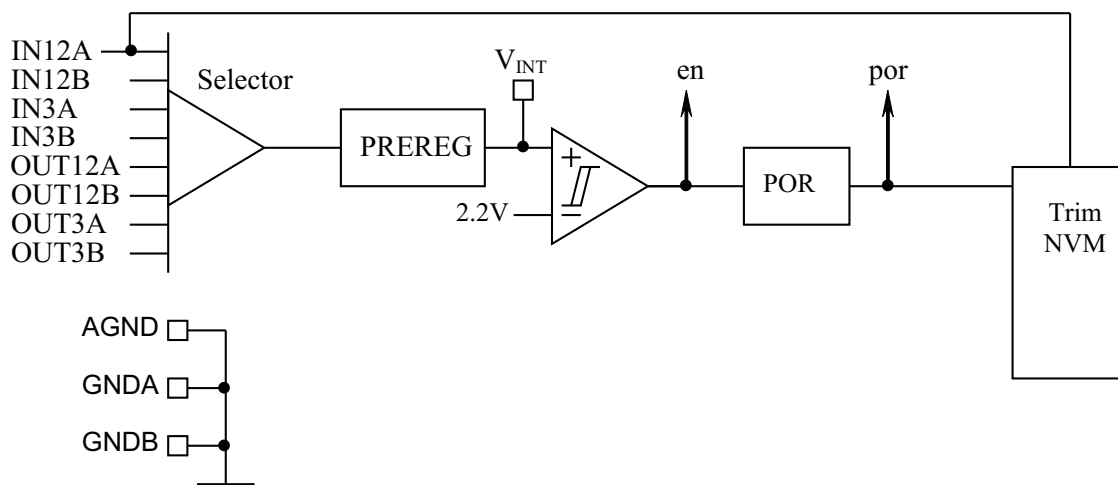 IN12A
IN12B
IN3A
IN3B
OUT12A
OUT12B
OUT3A
OUT3B
Selector
PREREG
VINT
2.2V
+
–
en
POR
por
Trim
NVM
AGND
GNDA
GNDB